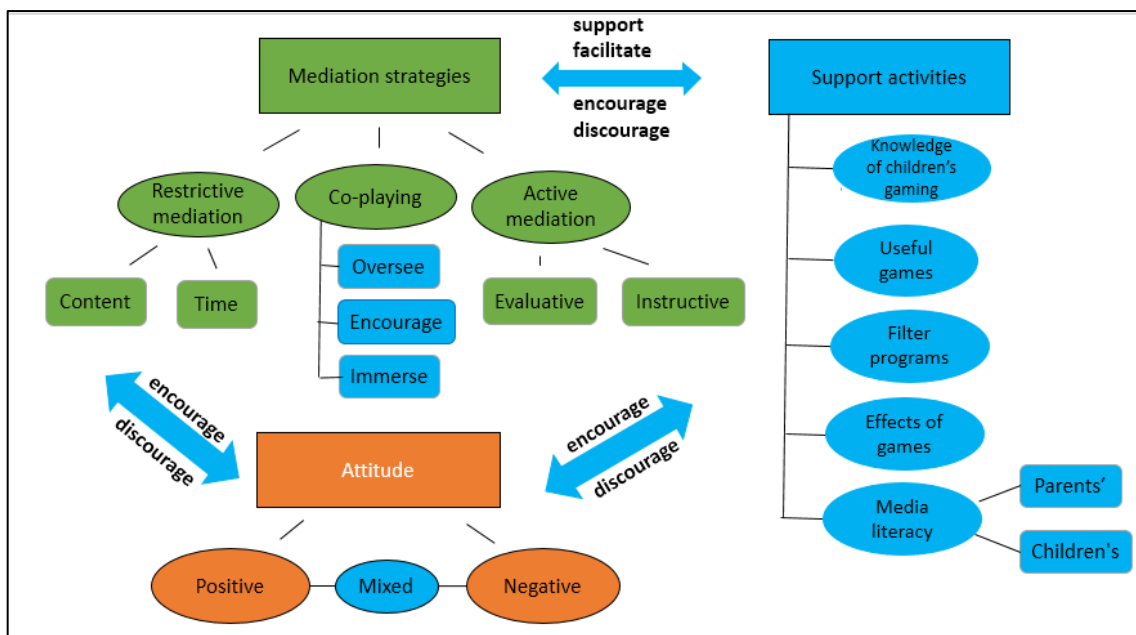 support
facilitate
Mediation strategies
Support activities
encourage
discourage
Knowledge
of children's
gaming
Restrictive
mediation
Co-playing
Active
mediation
Oversee
Useful
games
Content
Time
Evaluative
Instructive
Encourage
Filter
programs
Immerse
encourage
discourage
encourage
discourage
Effects of
games
Attitude
Media
literacy
Parents’
Children's
Positive
Mixed
Negative